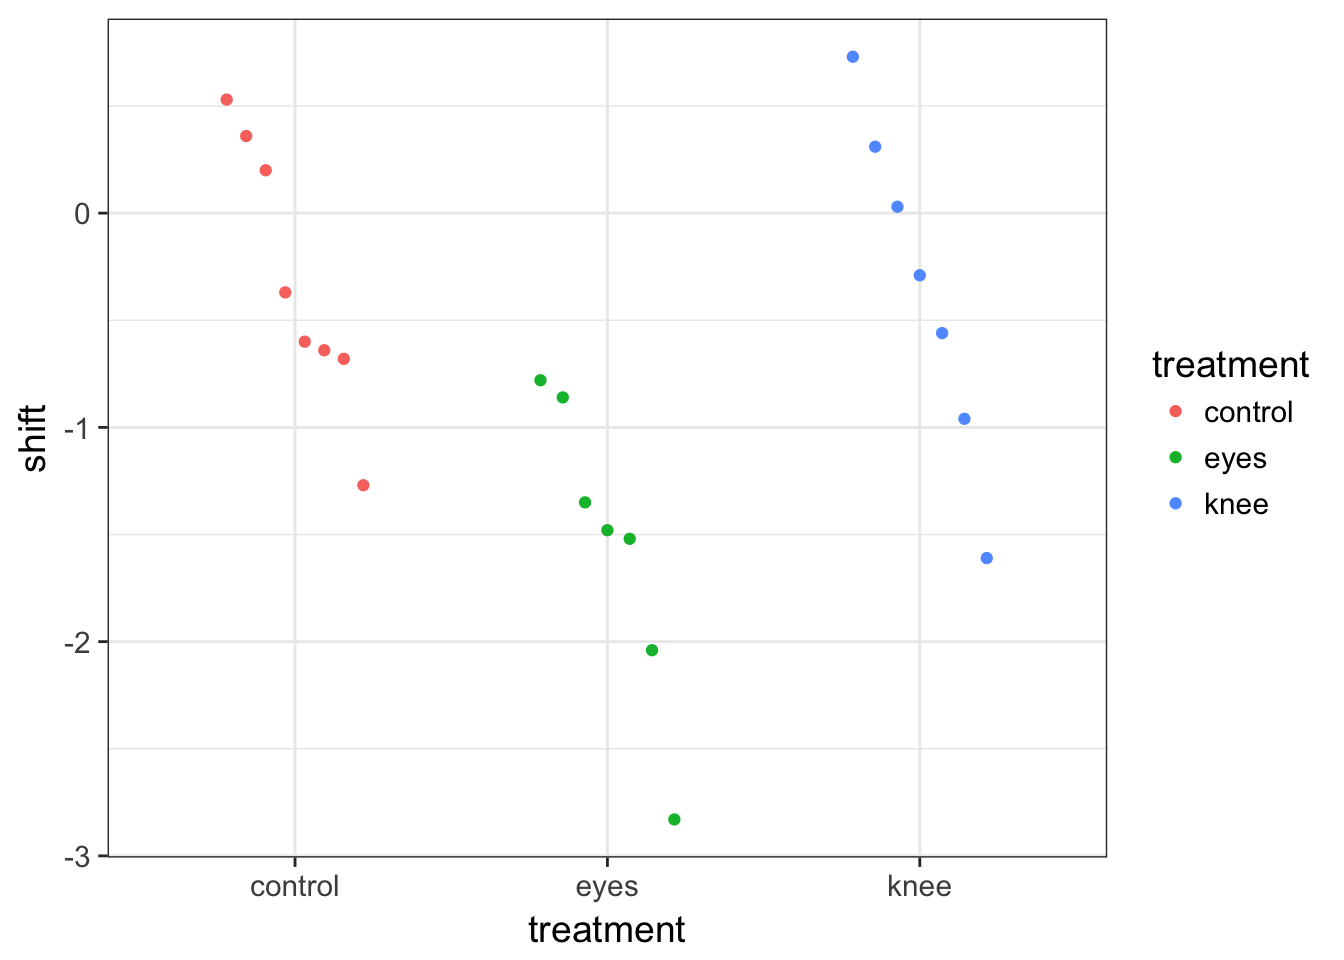 0
-1
-2
-3
shift
control eyes knee
treatment
treatment
control
eyes
knee